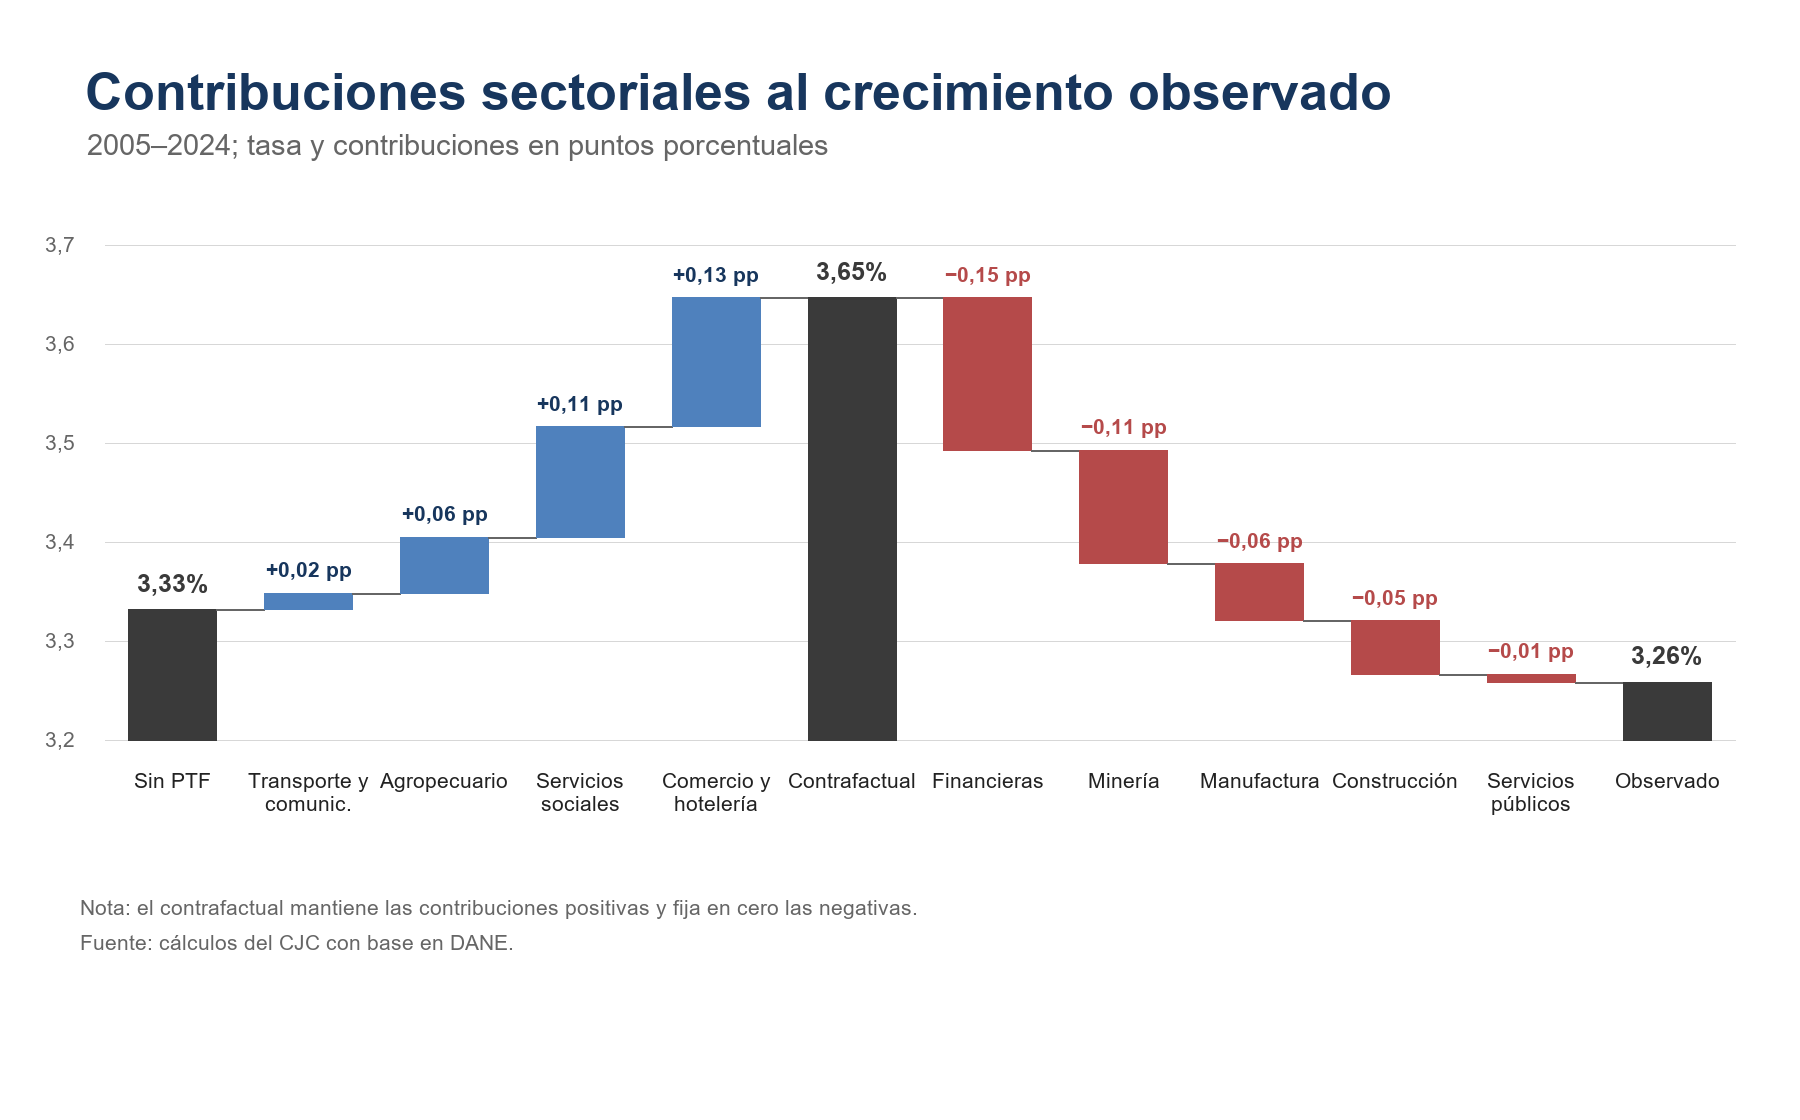 Contribuciones sectoriales al crecimiento observado
2005–2024; tasa y contribuciones en puntos porcentuales
3,7
3,6
3,5
3,4
3,3
3,2
3,33%
+0,02 pp
+0,06 pp
+0,11 pp
+0,13 pp
3,65%
−0,15 pp
−0,11 pp
−0,06 pp
−0,05 pp
−0,01 pp
3,26%
Sin PTF
Transporte y
comunic.
Agropecuario
Servicios
sociales
Comercio y
hotelería
Contrafactual
Financieras
Minería
Manufactura
Construcción
Servicios
públicos
Observado
Nota: el contrafactual mantiene las contribuciones positivas y fija en cero las negativas.
Fuente: cálculos del CJC con base en DANE.